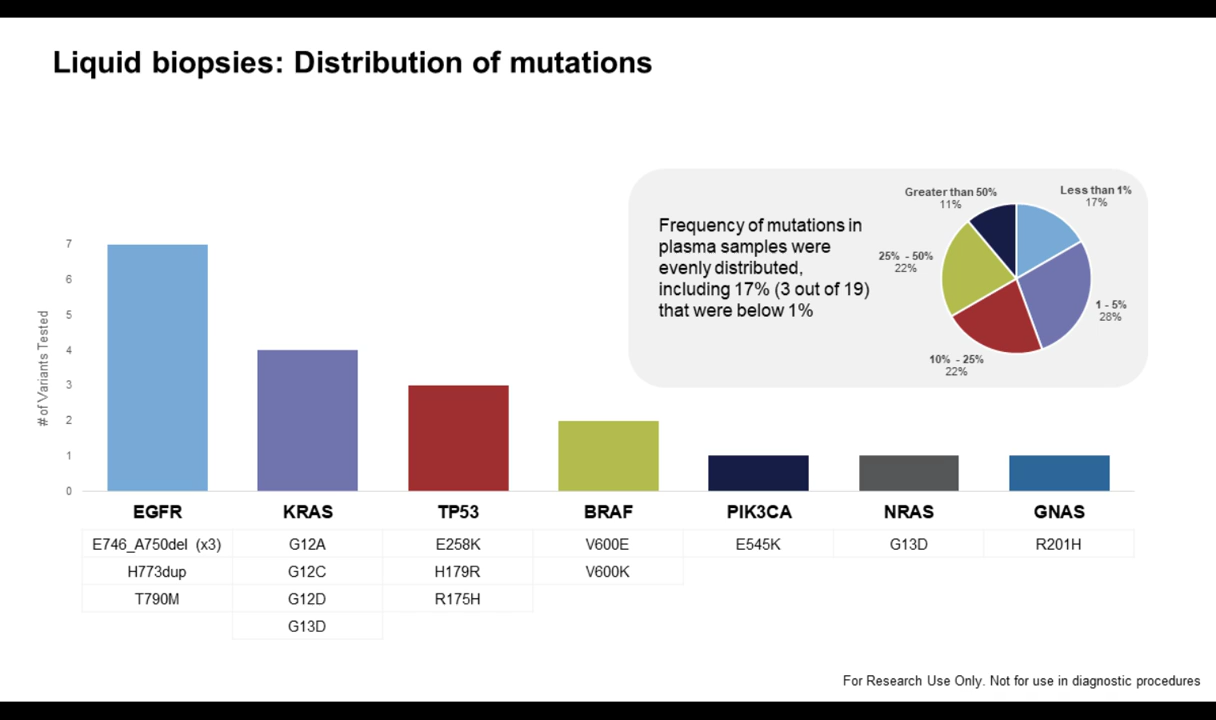 Liquid biopsies: Distribution of mutations
Frequency of mutations in
plasma samples were
evenly distributed,
including 17% (3 out of 19)
that were below 1%
Greater than 50%
11%
Less than 1%
17%
25% - 50%
22%
1 - 5%
28%
10% - 25%
22%
# of Variants Tested
7
6
5
4
3
2
1
0
EGFR KRAS TP53 BRAF PIK3CA NRAS GNAS
E746_A750del (x3) G12A E258K V600E E545K G13D R201H
H773dup G12C H179R V600K
T790M G12D R175H
G13D
For Research Use Only. Not for use in diagnostic procedures